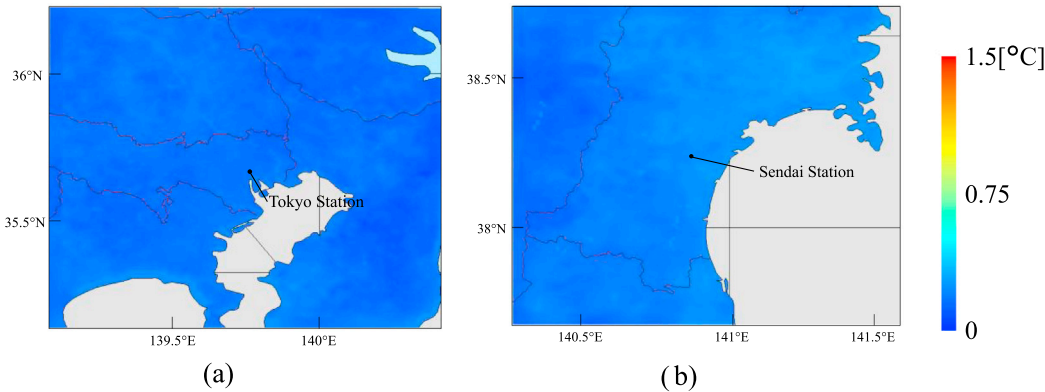 36°N
35.5°N
Tokyo Station
139.5°E
140°E
(a)
38.5°N
38°N
Sendai Station
140.5°E
141°E
141.5°E
(b)
1.5[°C]
0.75
0